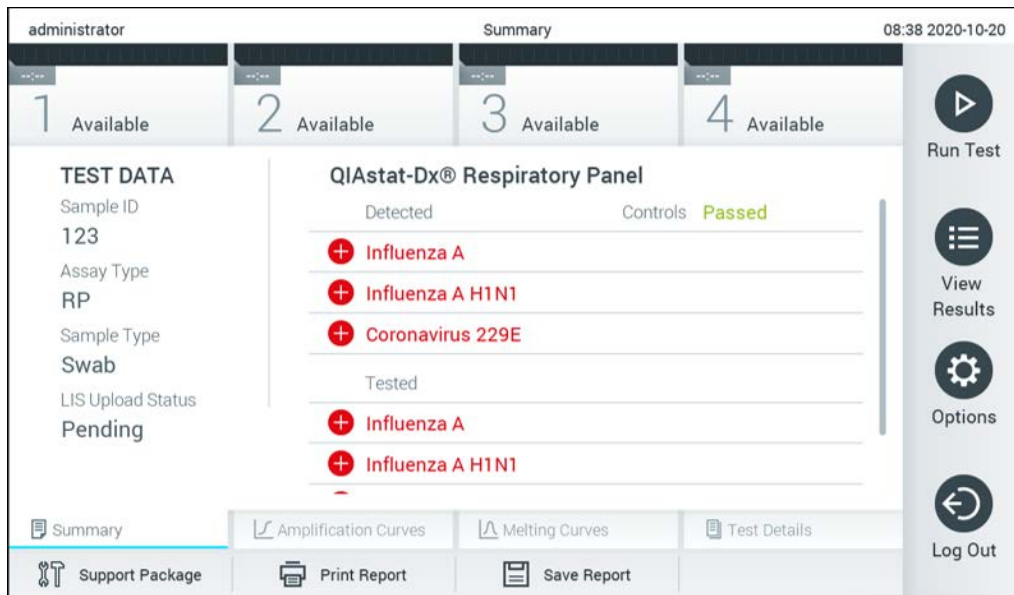 administrator Summary 08:38 2020-10-20
--:-- --:-- --:-- --:--
1 Available 2 Available 3 Available 4 Available
Run Test
TEST DATA
Sample ID
123
Assay Type
RP
Sample Type
Swab
LIS Upload Status
Pending
QIAstat-Dx® Respiratory Panel
Detected Controls Passed
Influenza A
Influenza A H1N1
Coronavirus 229E
Tested
Influenza A
Influenza A H1N1
View
Results
Options
Log Out
Summary Amplification Curves Melting Curves Test Details
Support Package Print Report Save Report